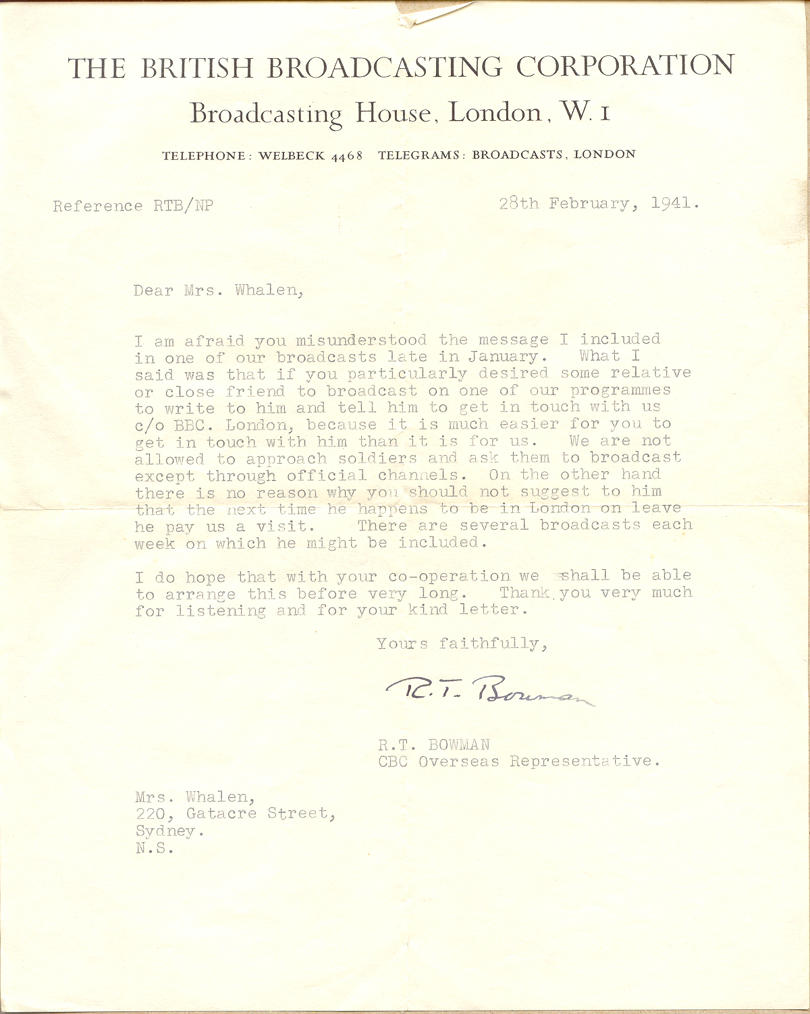 THE BRITISH BROADCASTING CORPORATION
Broadcasting House, London, W. 1
TELEPHONE: WELBECK 4468 TELEGRAMS: BROADCASTS, LONDON
Reference RTB/NP
28th February, 1941.
Dear Mrs. Whalen,
I am afraid you misunderstood the message I included
in one of our broadcasts late in January. What I
said was that if you particularly desired some relative
or close friend to broadcast on one of our programmes
to write to him and tell him to get in touch with us
c/o BBC. London, because it is much easier for you to
get in touch with him than it is for us. We are not
allowed to approach soldiers and ask them to broadcast
except through official channels. On the other hand
there is no reason why you should not suggest to him
that the next time he happens to be in London on leave
he pay us a visit. There are several broadcasts each
week on which he might be included.
I do hope that with your co-operation we shall be able
to arrange this before very long. Thank you very much
for listening and for your kind letter.
Yours faithfully,
R.T. Bowman
R.T. BOWMAN
CBC Overseas Representative.
Mrs. Whalen,
220, Gatacre Street,
Sydney.
N.S.